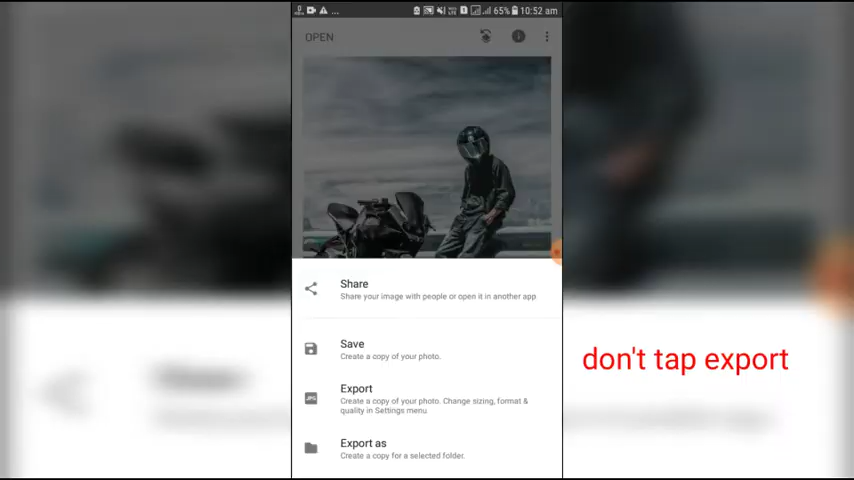 ... 65% 10:52 am
OPEN
Share
Share your image with people or open it in another app
Save
Create a copy of your photo.
don't tap export
Export
JPG
Create a copy of your photo. Change sizing, format &
quality in Settings menu
Export as
Create a copy for a selected folder.